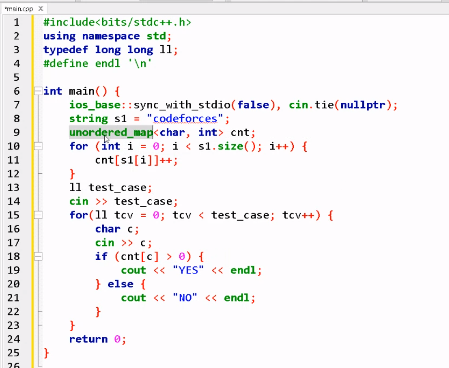 *main.cpp ×
1 #include<bits/stdc++.h>
2 using namespace std;
3 typedef long long ll;
4 #define endl '\n'
5
6 int main() {
7     ios_base::sync_with_stdio(false), cin.tie(nullptr);
8     string s1 = "codeforces";
9     unordered_map<char, int> cnt;
10     for (int i = 0; i < s1.size(); i++) {
11         cnt[s1[i]]++;
12     }
13     ll test_case;
14     cin >> test_case;
15     for(ll tcv = 0; tcv < test_case; tcv++) {
16         char c;
17         cin >> c;
18         if (cnt[c] > 0) {
19             cout << "YES" << endl;
20         } else {
21             cout << "NO" << endl;
22         }
23     }
24     return 0;
25 }
26